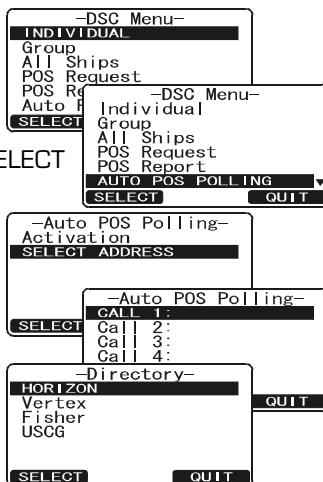 -DSC Menu-
INDIVIDUAL
Group
All Ships
POS Request
POS Re
Auto P
SELECT
ELECT
-DSC Menu-
Individual
Group
All Ships
POS Request
POS Report
AUTO POS POLLING
SELECT
QUIT
-Auto POS Polling-
Activation
SELECT ADDRESS
SELECT
-Auto POS Polling-
CALL 1:
Call 2:
Call 3:
Call 4:
QUIT
-Directory-
HORIZON
Vertex
Fisher
USCG
SELECT
QUIT